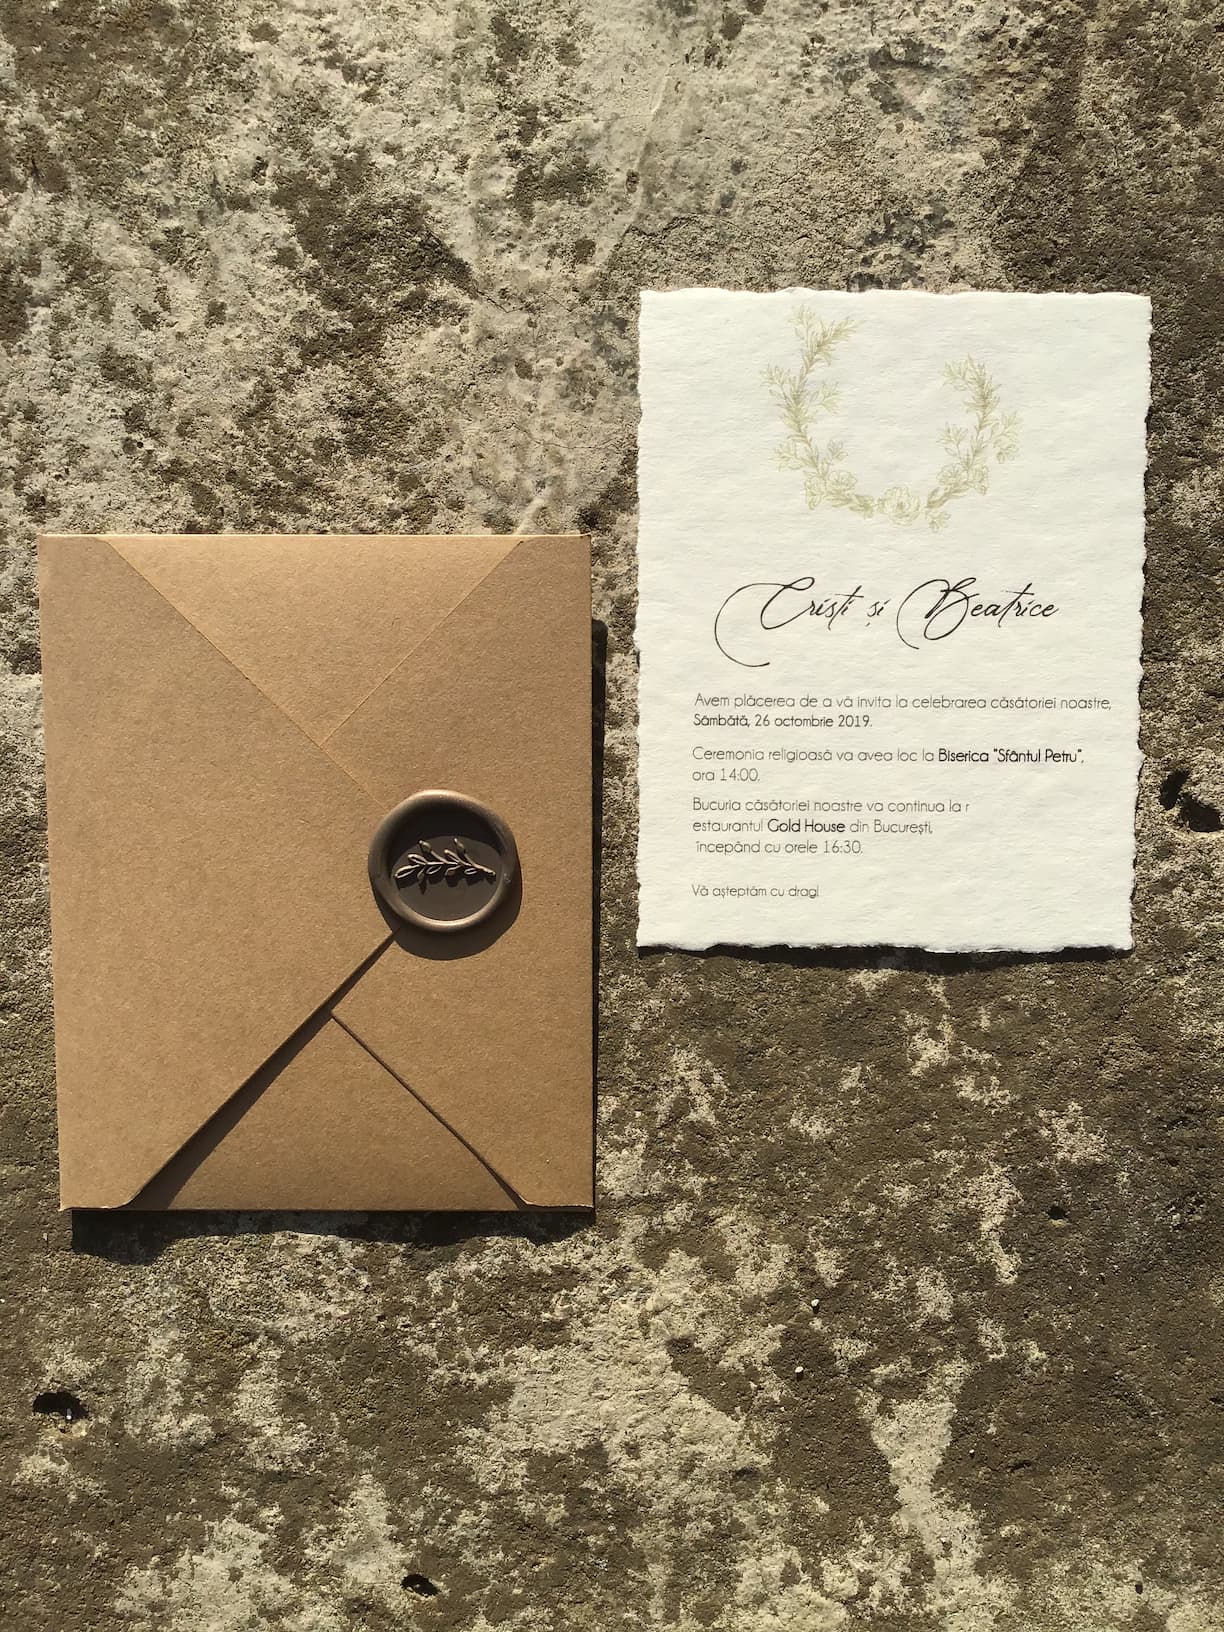 Cristi și Beatrice
Avem plăcerea de a vă invita la celebrarea căsătoriei noastre,
Sâmbătă, 26 octombrie 2019.
Ceremonia religioasă va avea loc la Biserica "Sfântul Petru",
ora 14:00.
Bucuria căsătoriei noastre va continua la r
estaurantul Gold House din București,
începând cu orele 16:30.
Vă așteptăm cu drag!